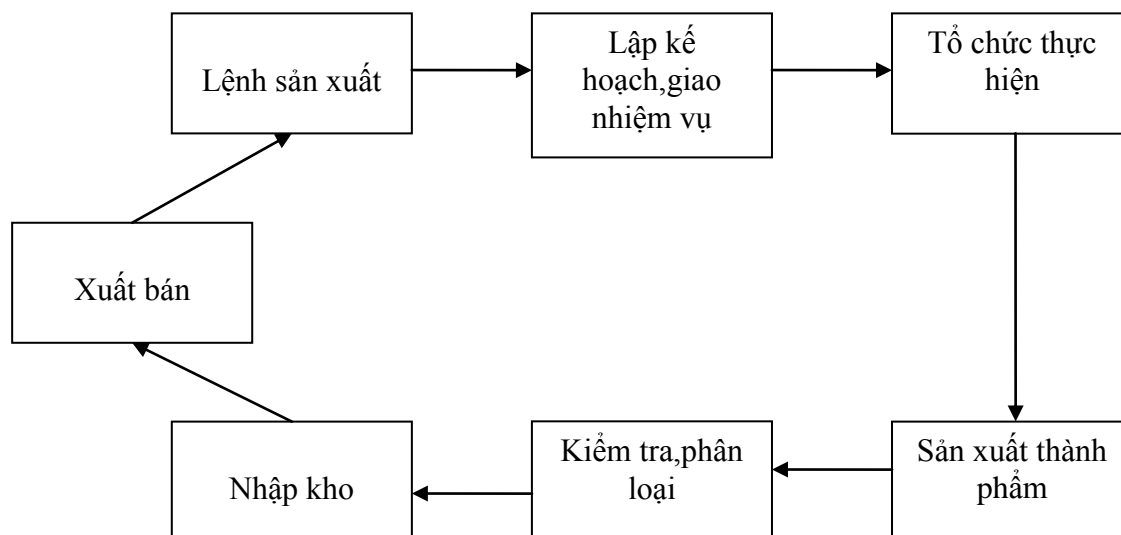 Lệnh sản xuất
Lập kế
hoạch,giao
nhiệm vụ
Tổ chức thực
hiện
Xuất bán
Nhập kho
Kiểm tra,phân
loại
Sản xuất thành
phẩm